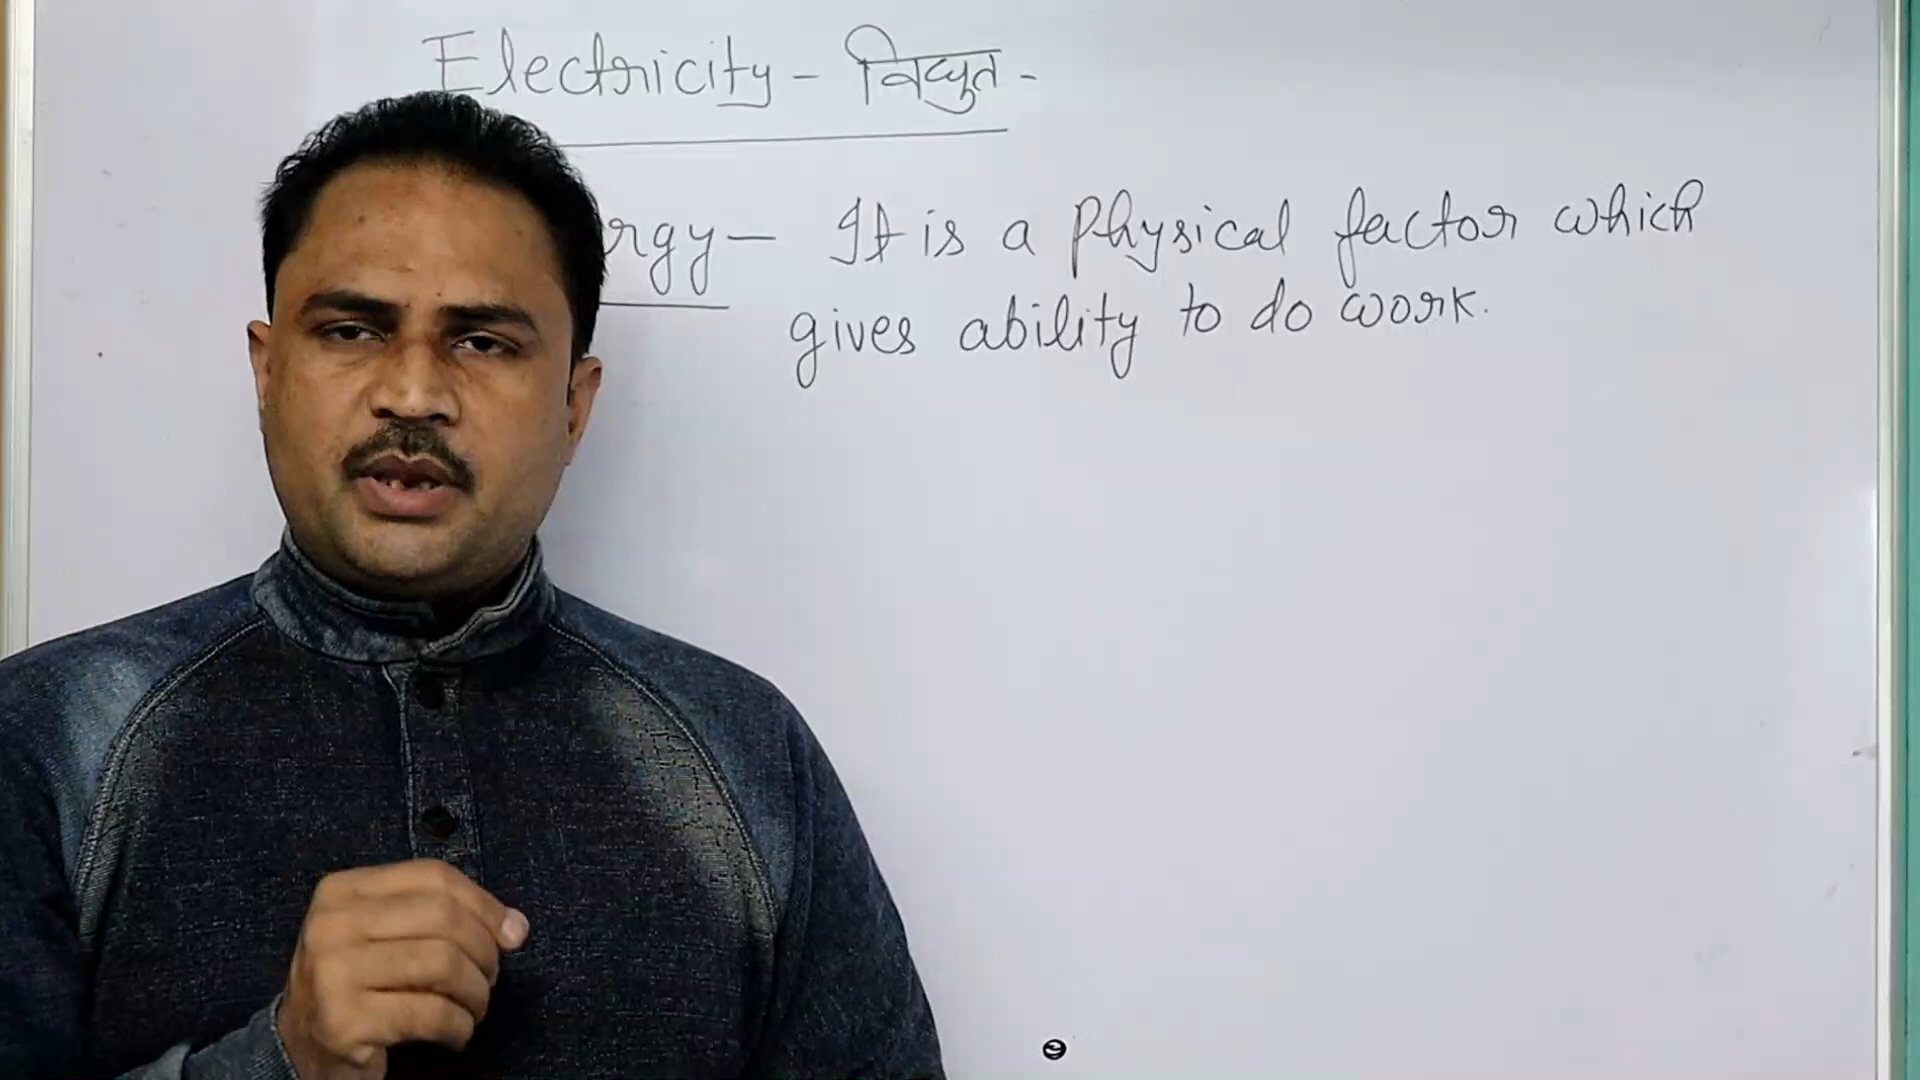 Electricity - विद्युत -
rgy — It is a physical factor which
gives ability to do work.